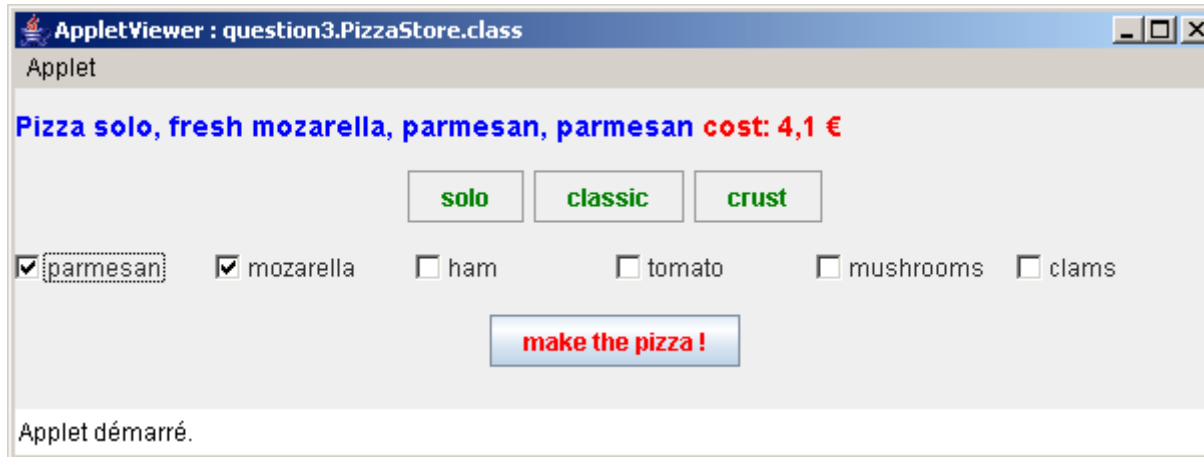 AppletViewer : question3.PizzaStore.class
Applet
Pizza solo, fresh mozarella, parmesan, parmesan cost: 4,1 €
solo classic crust
parmesan mozarella ham tomato mushrooms clams
make the pizza !
Applet démarré.